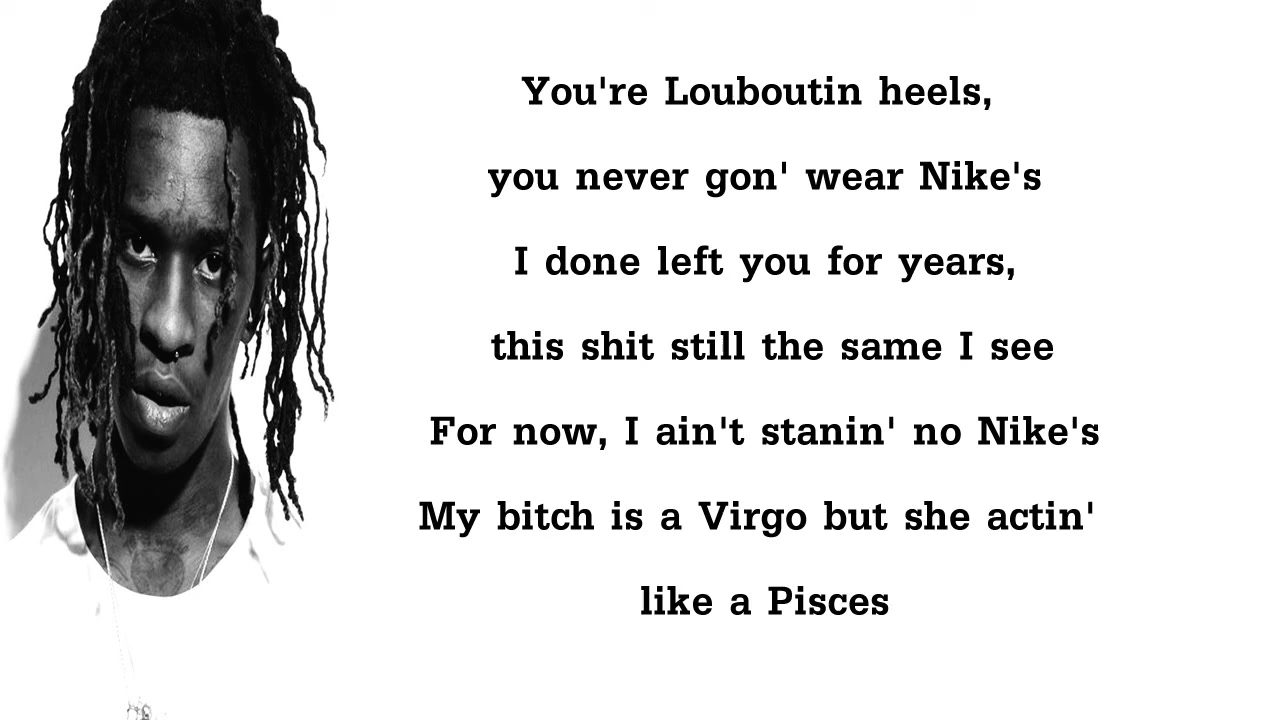 You're Louboutin heels,
you never gon' wear Nike's
I done left you for years,
this shit still the same I see
For now, I ain't stanin' no Nike's
My bitch is a Virgo but she actin'
like a Pisces